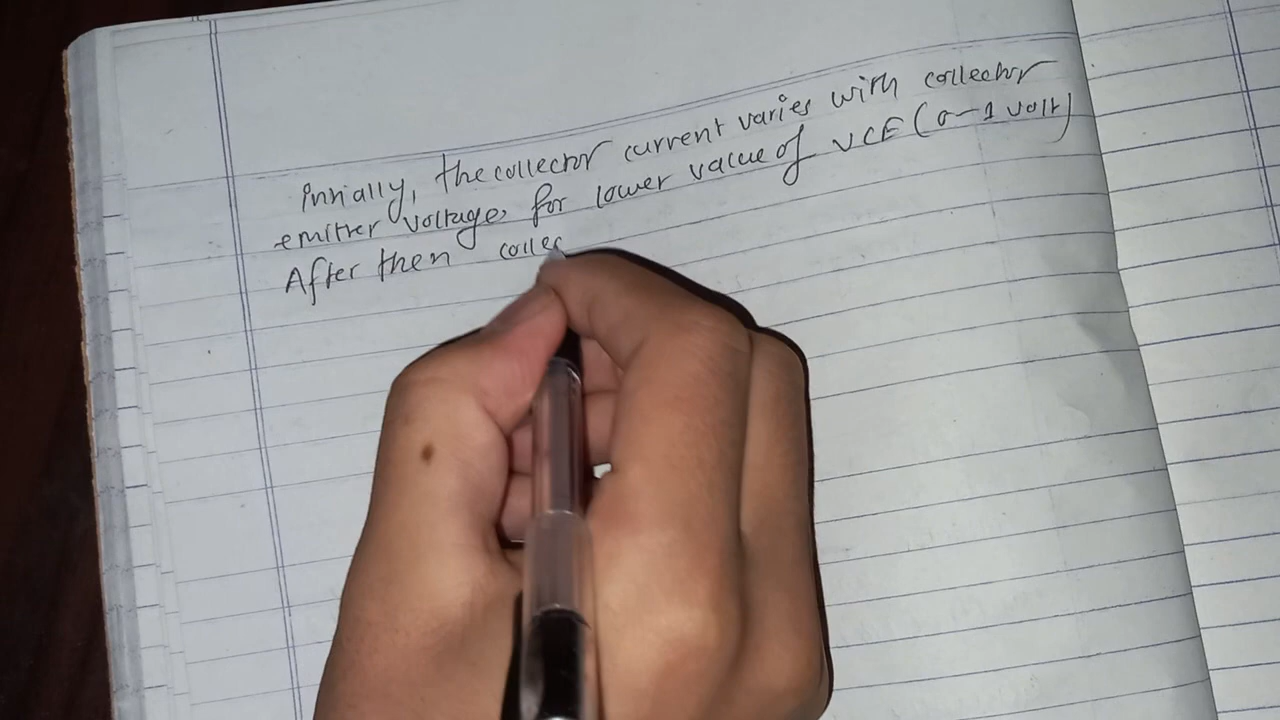 Initially, the collector current varies with collector
emitter voltage, for lower value of VCE (0-1 volt)
After then collec